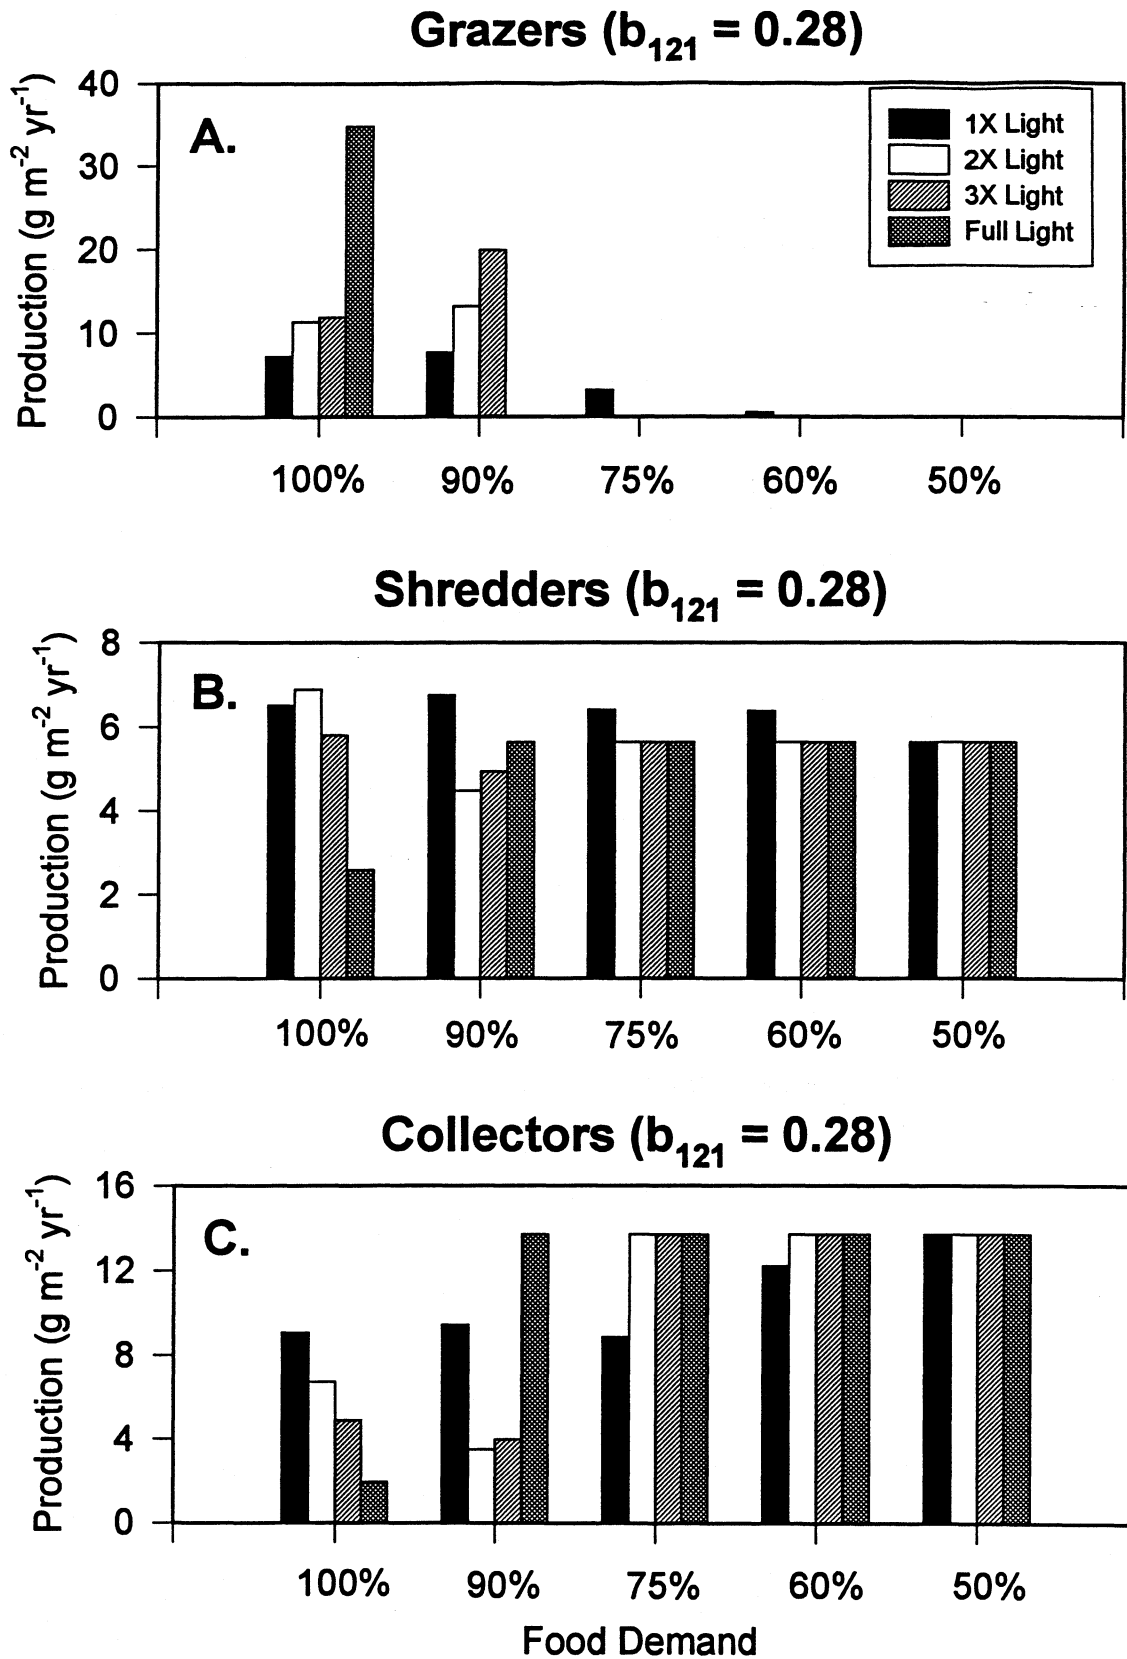 Grazers (b121 = 0.28)
Production (g m-2 yr-1)
40
30
20
10
0
A.
1X Light
2X Light
3X Light
Full Light
100% 90% 75% 60% 50%
Shredders (b121 = 0.28)
Production (g m-2 yr-1)
8
6
4
2
0
B.
100% 90% 75% 60% 50%
Collectors (b121 = 0.28)
Production (g m-2 yr-1)
16
12
8
4
0
C.
100% 90% 75% 60% 50%
Food Demand